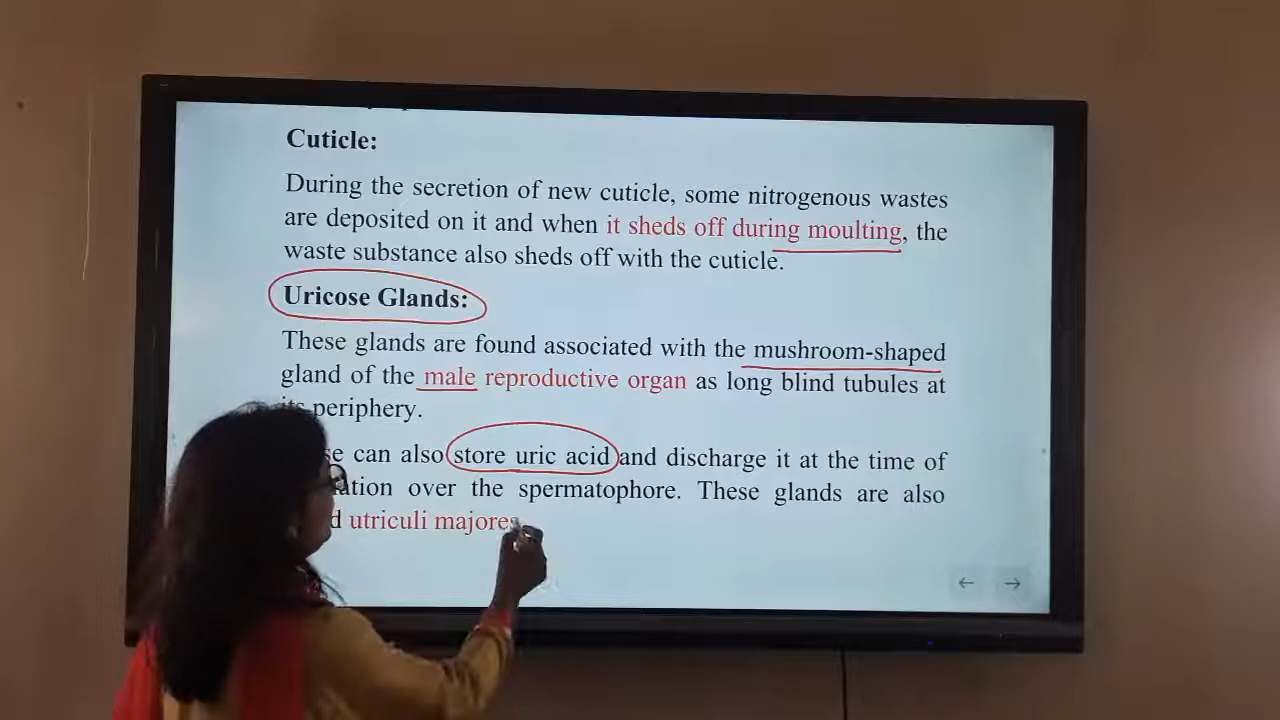 Cuticle:
During the secretion of new cuticle, some nitrogenous wastes
are deposited on it and when it sheds off during moulting, the
waste substance also sheds off with the cuticle.
Uricose Glands:
These glands are found associated with the mushroom-shaped
gland of the male reproductive organ as long blind tubules at
its periphery.
can also store uric acid and discharge it at the time of
over the spermatophore. These glands are also
utriculi majores